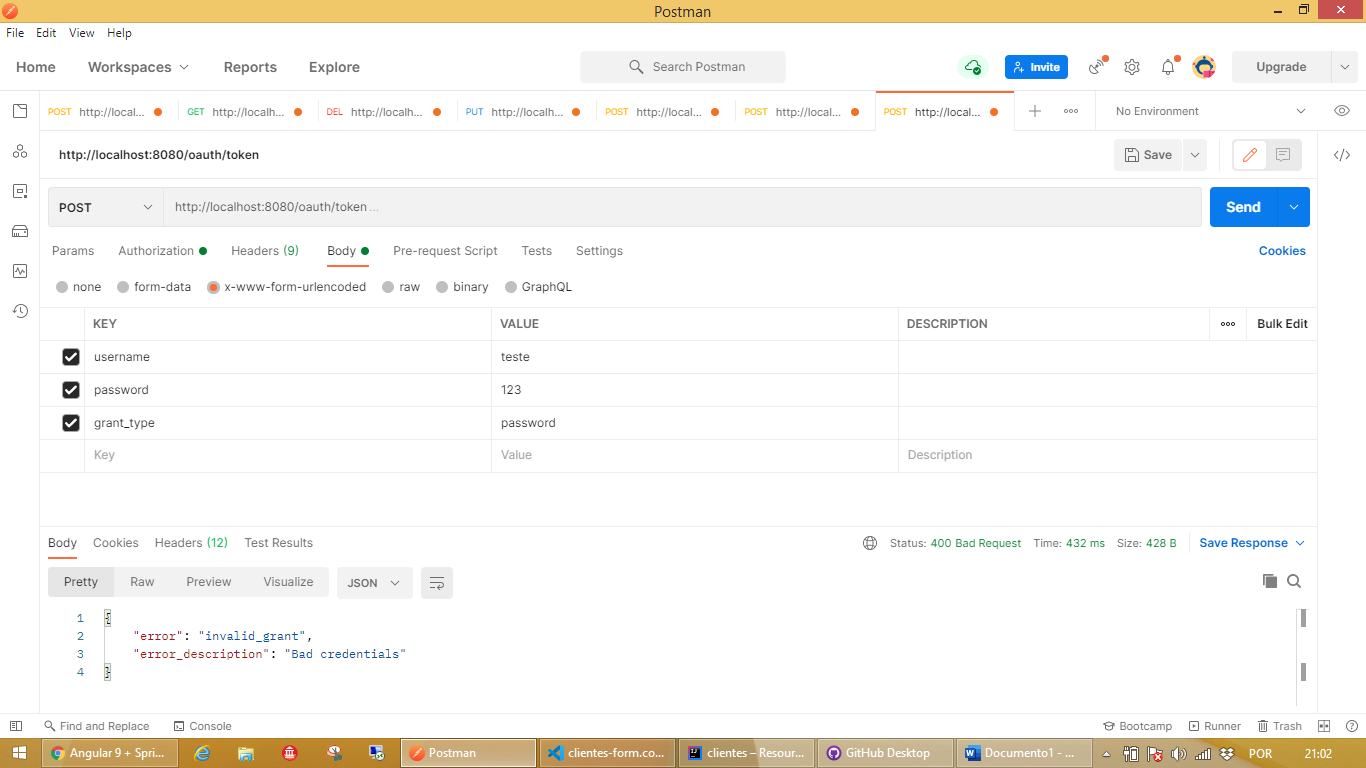 Postman
File Edit View Help
Home Workspaces Reports Explore Search Postman Invite Upgrade
POST http://local... GET http://localh... DEL http://localh... PUT http://localh... POST http://local... POST http://local... POST http://local... No Environment
http://localhost:8080/oauth/token Save
POST http://localhost:8080/oauth/token ... Send
Params Authorization Headers (9) Body Pre-request Script Tests Settings Cookies
none form-data x-www-form-urlencoded raw binary GraphQL
KEY VALUE DESCRIPTION Bulk Edit
username teste
password 123
grant_type password
Key Value Description
Body Cookies Headers (12) Test Results Status: 400 Bad Request Time: 432 ms Size: 428 B Save Response
Pretty Raw Preview Visualize JSON
1 {
2 "error": "invalid_grant",
3 "error_description": "Bad credentials"
4 }
Find and Replace Console Bootcamp Runner Trash
Angular 9 + Spri... Postman clientes-form.co... clientes – Resour... GitHub Desktop Documento1 - ... POR 21:02